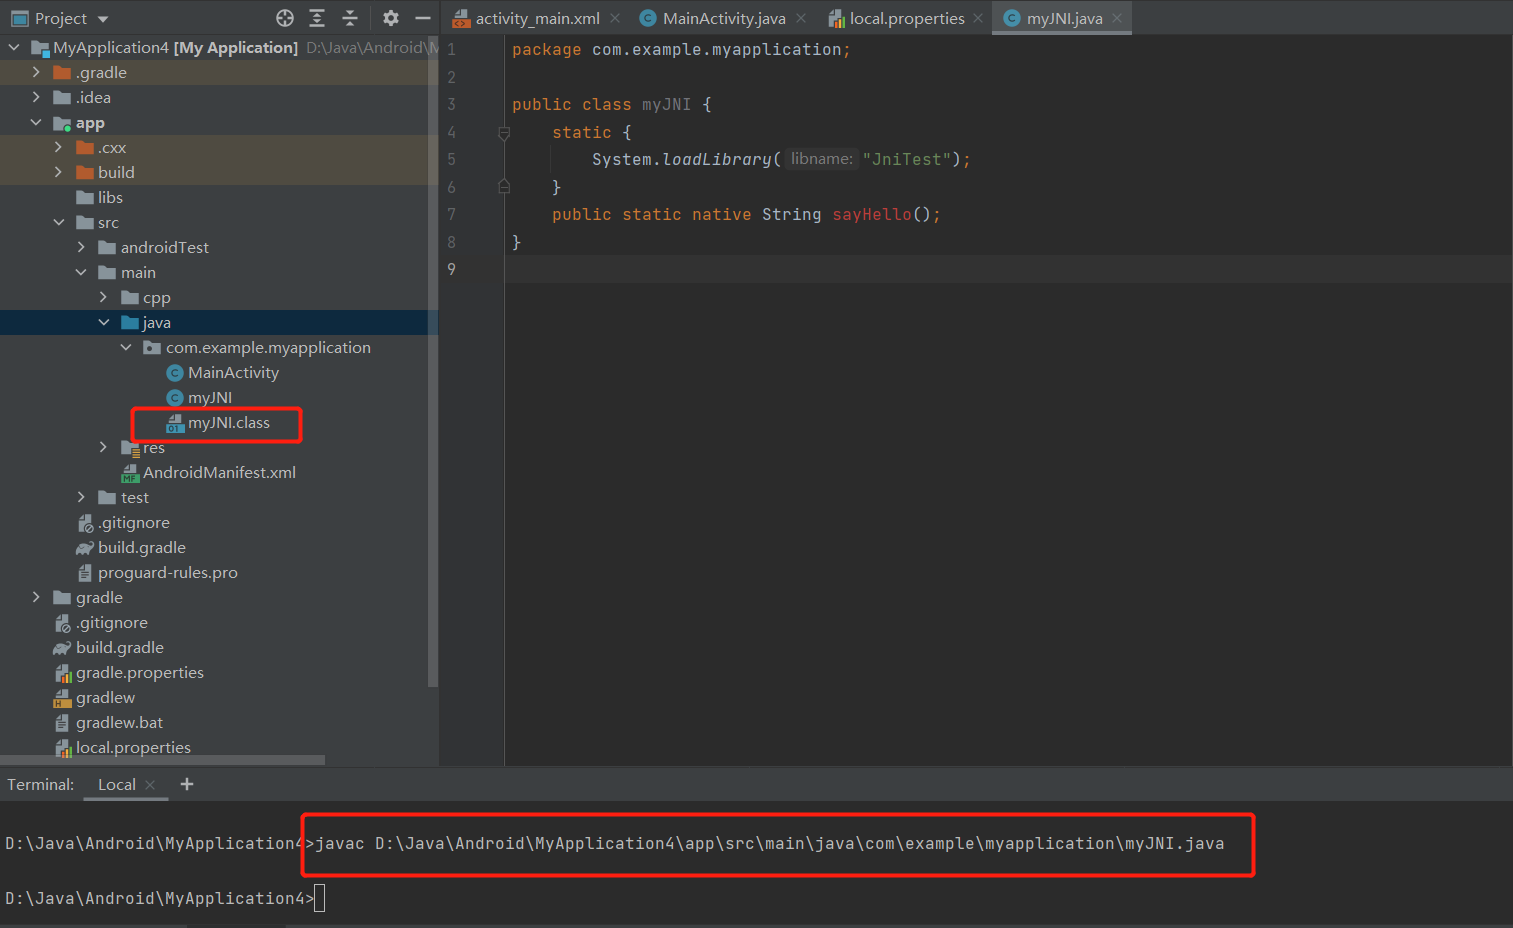 Project
MyApplication4 [My Application] D:\Java\Android\M
.gradle
.idea
app
.cxx
build
libs
src
androidTest
main
cpp
java
com.example.myapplication
MainActivity
myJNI
myJNI.class
res
AndroidManifest.xml
test
.gitignore
build.gradle
proguard-rules.pro
gradle
.gitignore
build.gradle
gradle.properties
gradlew
gradlew.bat
local.properties
activity_main.xml
MainActivity.java
local.properties
myJNI.java
1 package com.example.myapplication;
2
3 public class myJNI {
4 static {
5 System.loadLibrary( libname: "JniTest");
6 }
7 public static native String sayHello();
8 }
9
Terminal: Local
D:\Java\Android\MyApplication4>javac D:\Java\Android\MyApplication4\app\src\main\java\com\example\myapplication\myJNI.java
D:\Java\Android\MyApplication4>